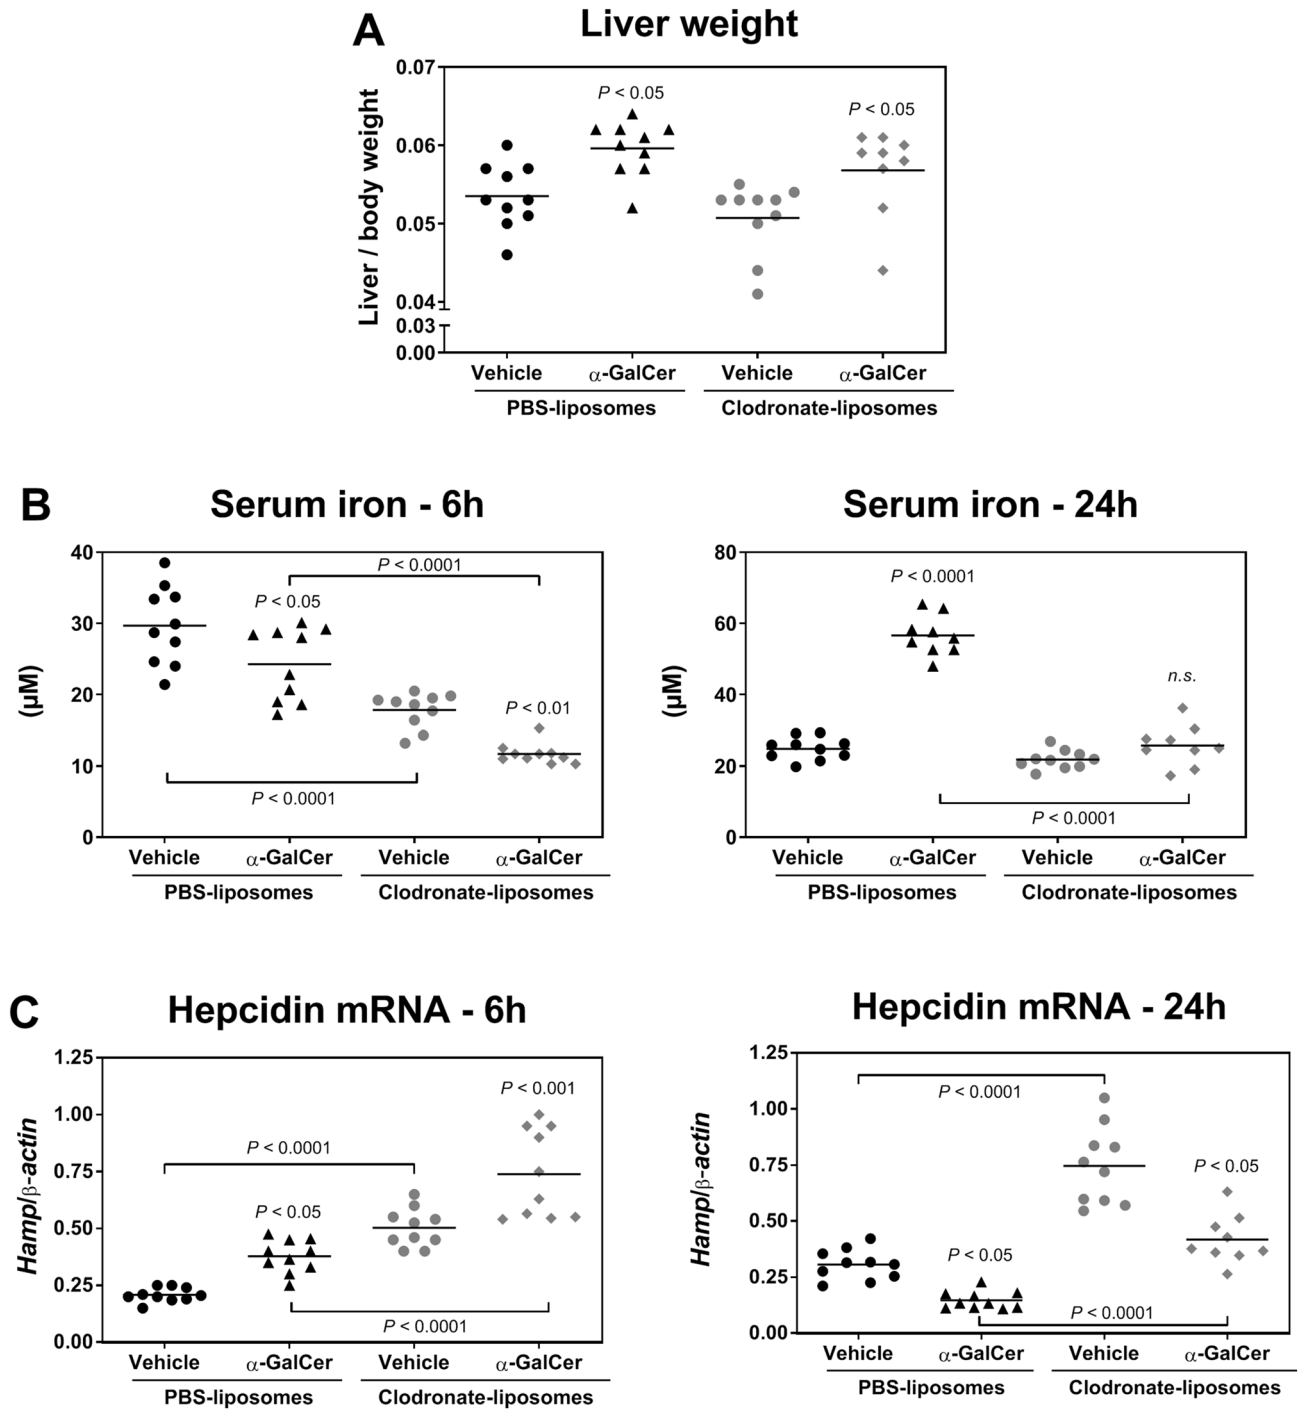 A
Liver weight
Liver / body weight
0.07
0.06
0.05
0.04
0.03
0.00
P < 0.05
P < 0.05
Vehicle α-GalCer Vehicle α-GalCer
PBS-liposomes Clodronate-liposomes
B
Serum iron - 6h
(µM)
40
30
20
10
0
P < 0.0001
P < 0.05
P < 0.01
P < 0.0001
Vehicle α-GalCer Vehicle α-GalCer
PBS-liposomes Clodronate-liposomes
Serum iron - 24h
(µM)
80
60
40
20
0
P < 0.0001
n.s.
P < 0.0001
Vehicle α-GalCer Vehicle α-GalCer
PBS-liposomes Clodronate-liposomes
C
Hepcidin mRNA - 6h
Hamp/β-actin
1.25
1.00
0.75
0.50
0.25
0.00
P < 0.001
P < 0.0001
P < 0.05
P < 0.0001
Vehicle α-GalCer Vehicle α-GalCer
PBS-liposomes Clodronate-liposomes
Hepcidin mRNA - 24h
Hamp/β-actin
1.25
1.00
0.75
0.50
0.25
0.00
P < 0.0001
P < 0.05
P < 0.05
P < 0.0001
Vehicle α-GalCer Vehicle α-GalCer
PBS-liposomes Clodronate-liposomes